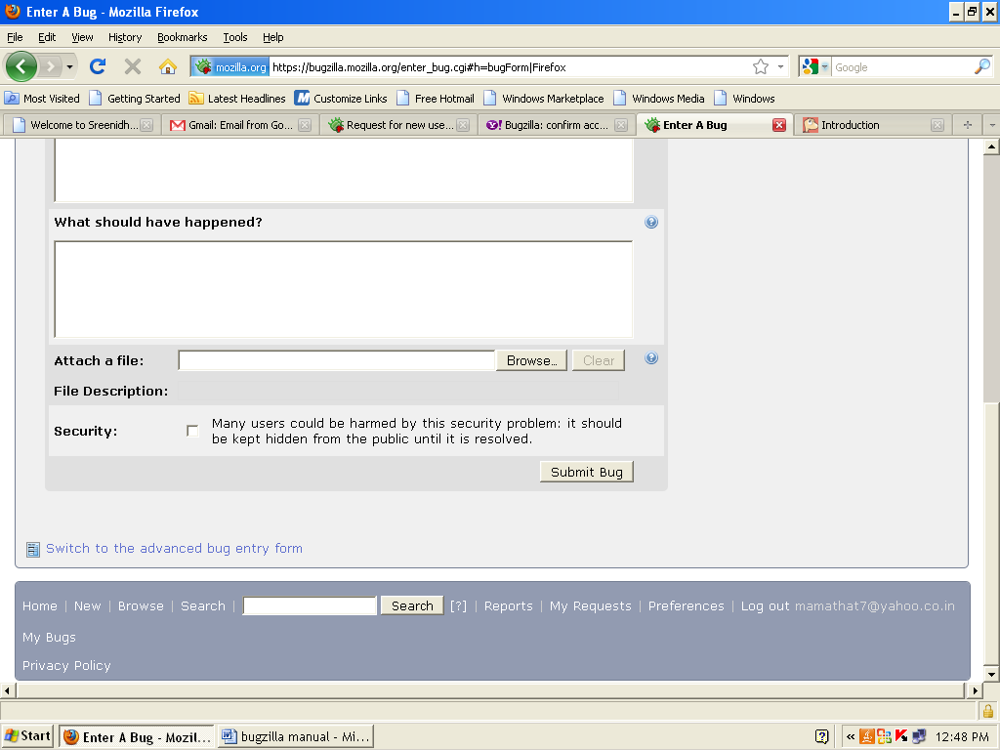 Enter A Bug - Mozilla Firefox
File Edit View History Bookmarks Tools Help
mozilla.org https://bugzilla.mozilla.org/enter_bug.cgi#h=bugForm|Firefox Google
Most Visited Getting Started Latest Headlines Customize Links Free Hotmail Windows Marketplace Windows Media Windows
Welcome to Sreenidh... Gmail: Email from Go... Request for new use... Bugzilla: confirm acc... Enter A Bug Introduction
What should have happened?
Attach a file: Browse... Clear
File Description:
Security: Many users could be harmed by this security problem: it should
be kept hidden from the public until it is resolved.
Submit Bug
Switch to the advanced bug entry form
Home | New | Browse | Search | Search [?] | Reports | My Requests | Preferences | Log out mamathat7@yahoo.co.in
My Bugs
Privacy Policy
Start Enter A Bug - Mozil... bugzilla manual - Mi... « 12:48 PM